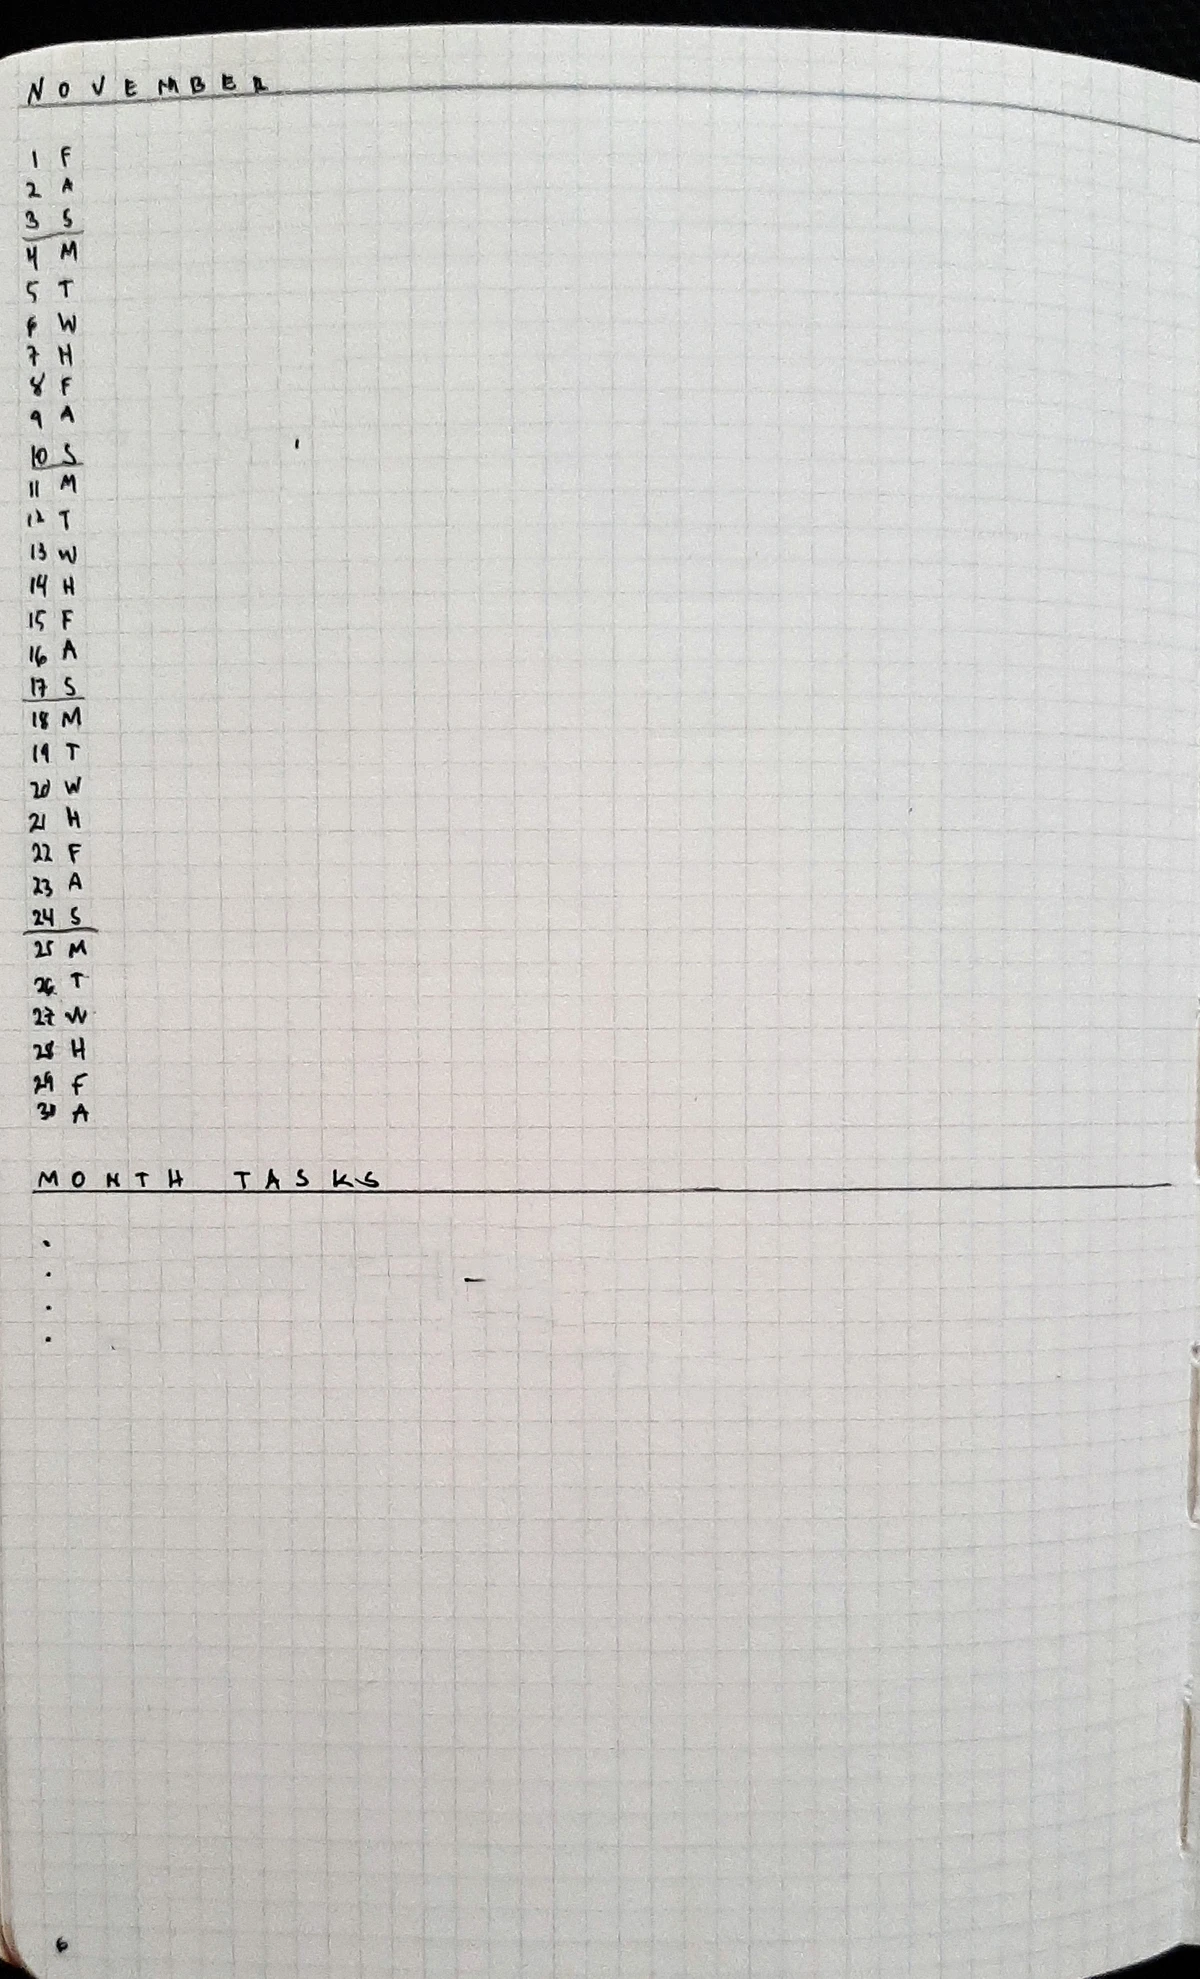 NOVEMBER
1 F
2 A
3 S
4 M
5 T
6 W
7 H
8 F
9 A
10 S
11 M
12 T
13 W
14 H
15 F
16 A
17 S
18 M
19 T
20 W
21 H
22 F
23 A
24 S
25 M
26 T
27 W
28 H
29 F
30 A
MONTH TASKS
·
·
·
·
6